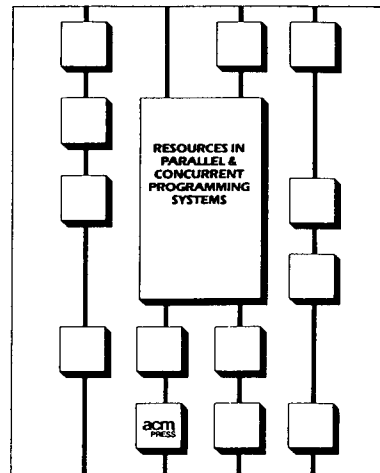 RESOURCES IN
PARALLEL &
CONCURRENT
PROGRAMMING
SYSTEMS
acm
PRESS